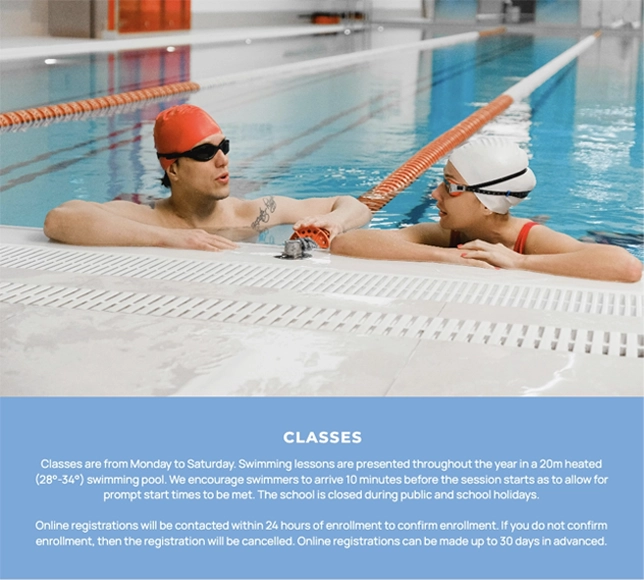 CLASSES
Classes are from Monday to Saturday. Swimming lessons are presented throughout the year in a 20m heated
(28°-34°) swimming pool. We encourage swimmers to arrive 10 minutes before the session starts as to allow for
prompt start times to be met. The school is closed during public and school holidays.
Online registrations will be contacted within 24 hours of enrollment to confirm enrollment. If you do not confirm
enrollment, then the registration will be cancelled. Online registrations can be made up to 30 days in advanced.